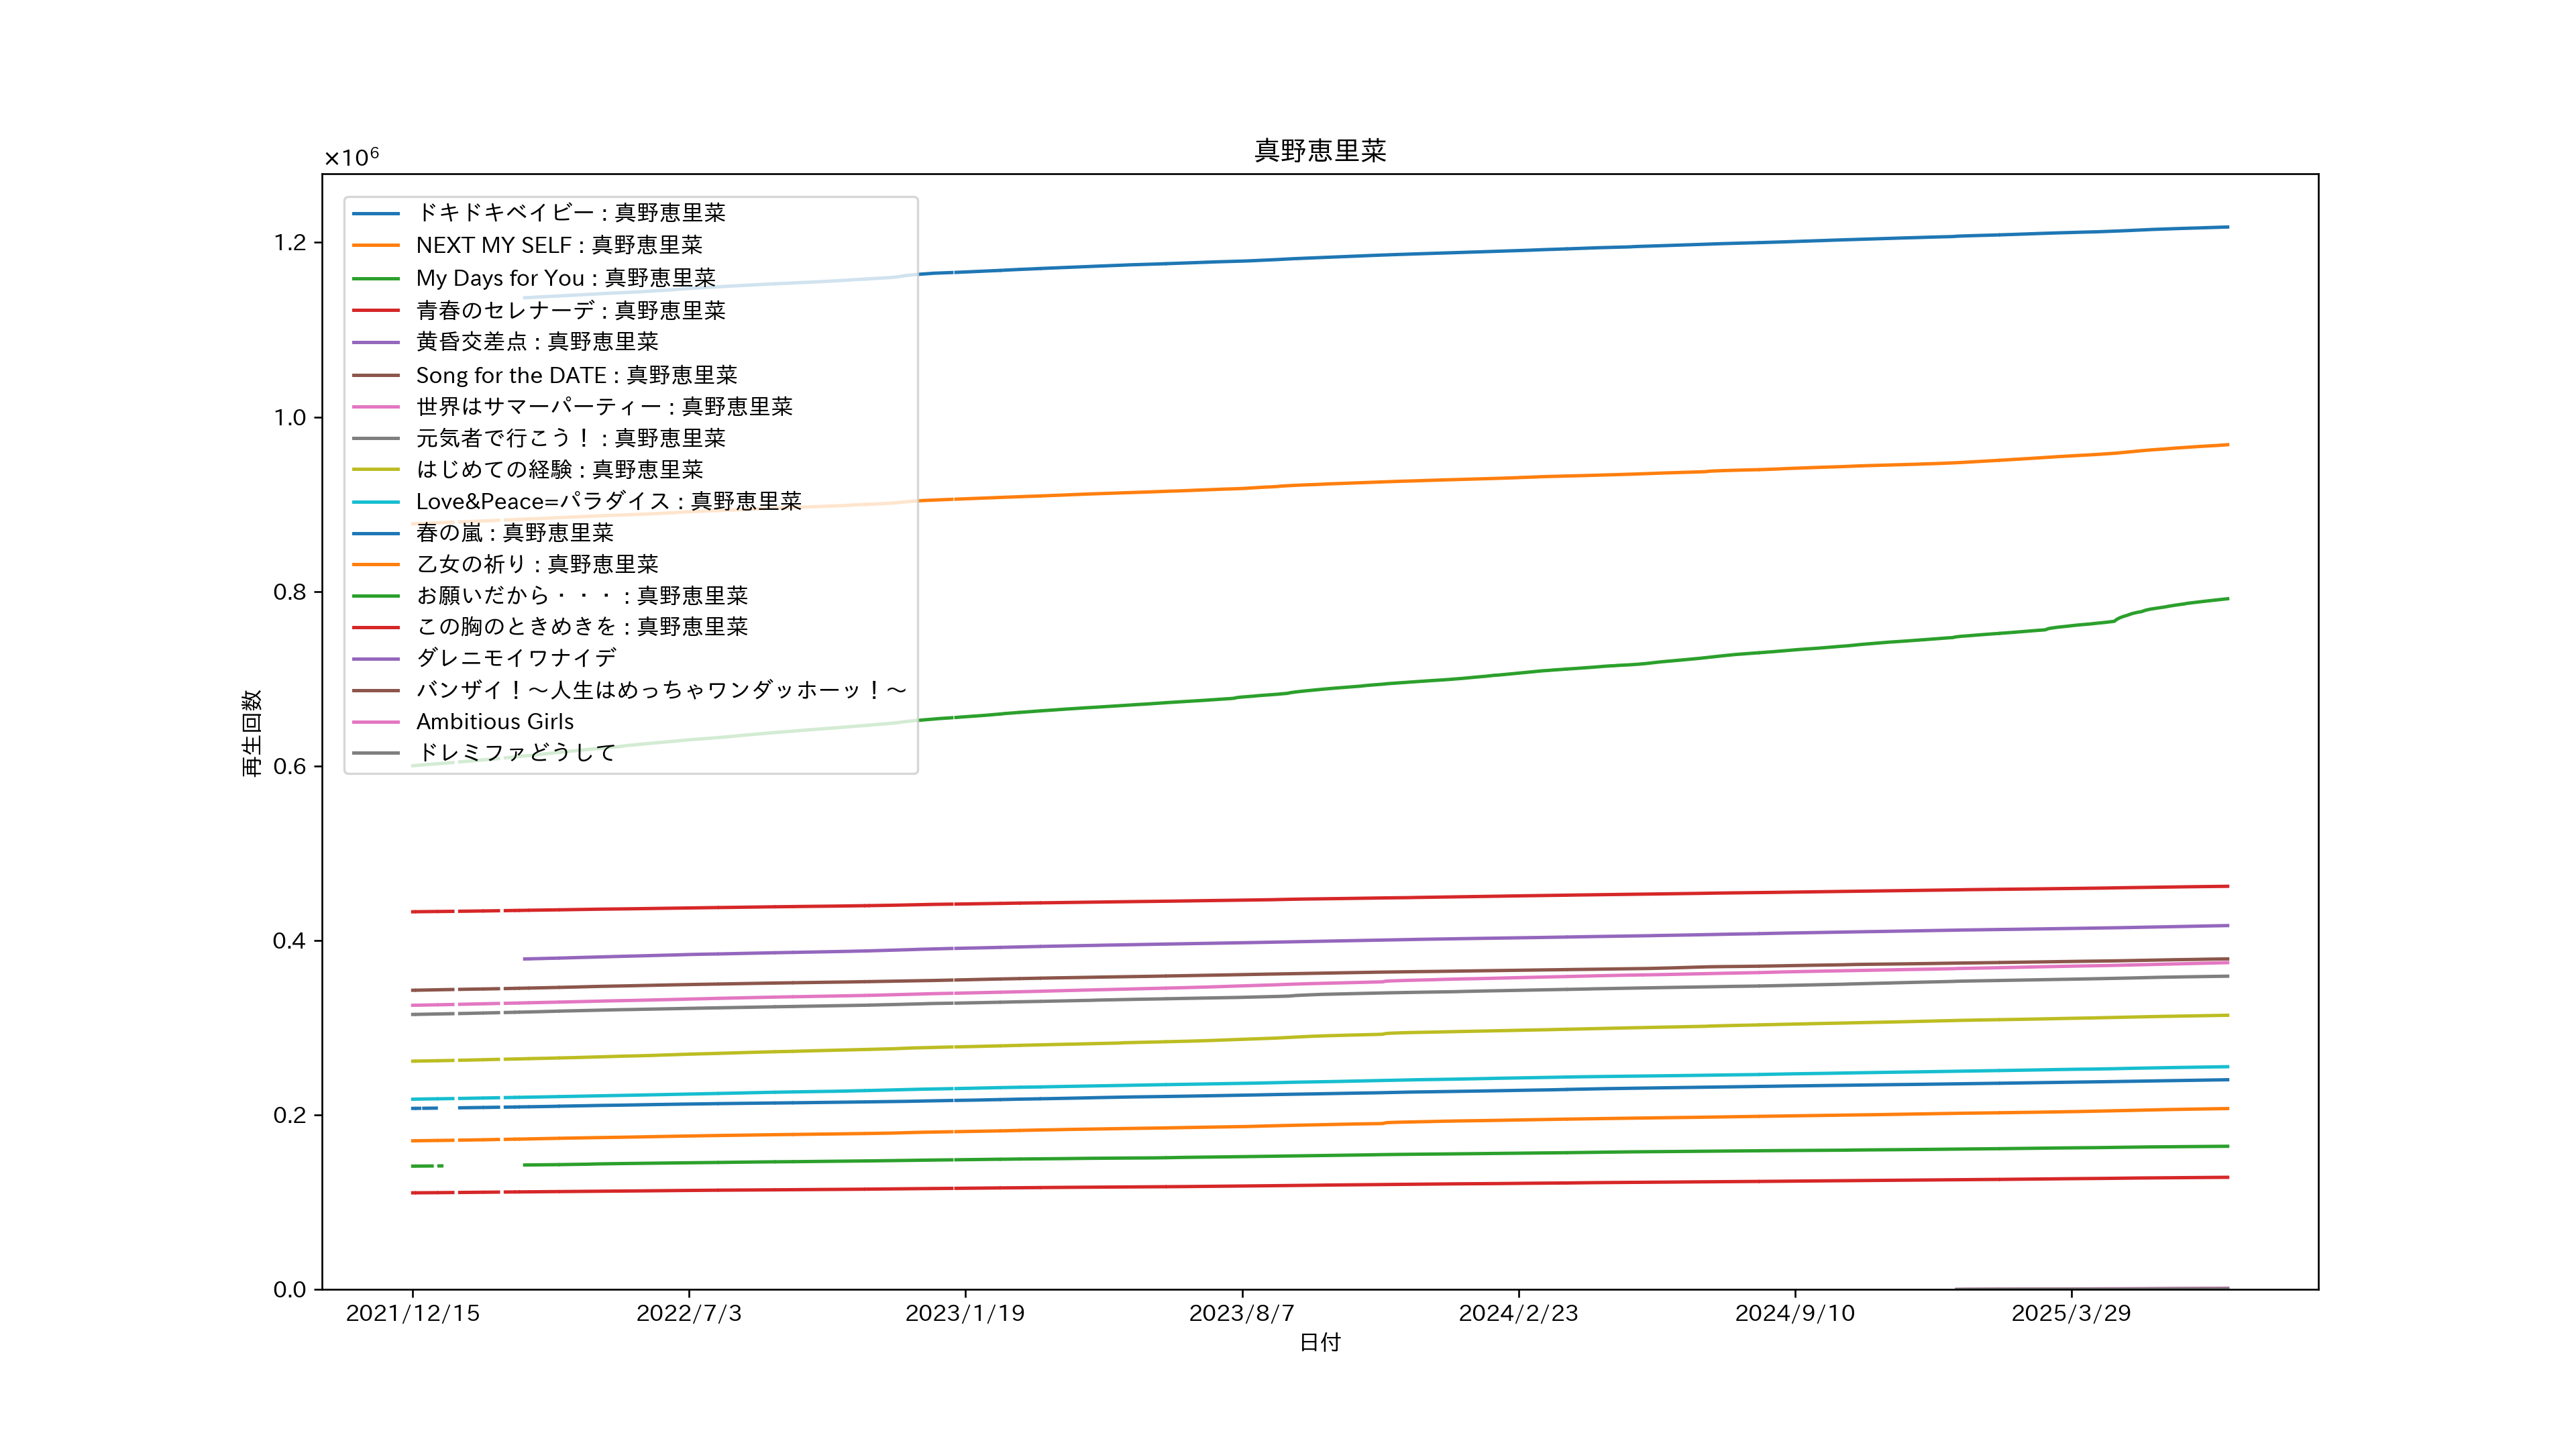 真野恵里菜
×10⁶
1.2
1.0
0.8
0.6
0.4
0.2
0.0
再生回数
ドキドキベイビー : 真野恵里菜
NEXT MY SELF : 真野恵里菜
My Days for You : 真野恵里菜
青春のセレナーデ : 真野恵里菜
黄昏交差点 : 真野恵里菜
Song for the DATE : 真野恵里菜
世界はサマーパーティー : 真野恵里菜
元気者で行こう！ : 真野恵里菜
はじめての経験 : 真野恵里菜
Love&Peace=パラダイス : 真野恵里菜
春の嵐 : 真野恵里菜
乙女の祈り : 真野恵里菜
お願いだから・・・ : 真野恵里菜
この胸のときめきを : 真野恵里菜
ダレニモイワナイデ
バンザイ！～人生はめっちゃワンダッホーッ！～
Ambitious Girls
ドレミファどうして
2021/12/15 2022/7/3 2023/1/19 2023/8/7 2024/2/23 2024/9/10 2025/3/29
日付